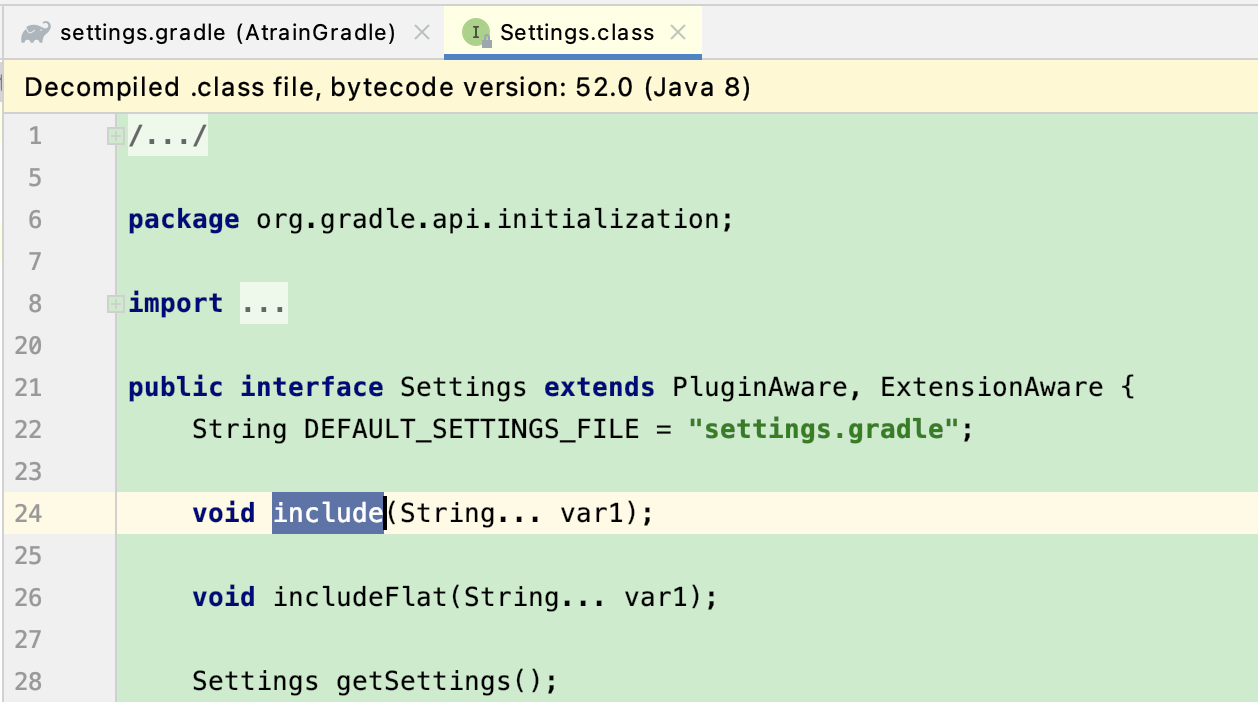 settings.gradle (AtrainGradle)
I Settings.class
Decompiled .class file, bytecode version: 52.0 (Java 8)
1 /.../
5
6 package org.gradle.api.initialization;
7
8 import ...
20
21 public interface Settings extends PluginAware, ExtensionAware {
22 String DEFAULT_SETTINGS_FILE = "settings.gradle";
23
24 void include(String... var1);
25
26 void includeFlat(String... var1);
27
28 Settings getSettings();